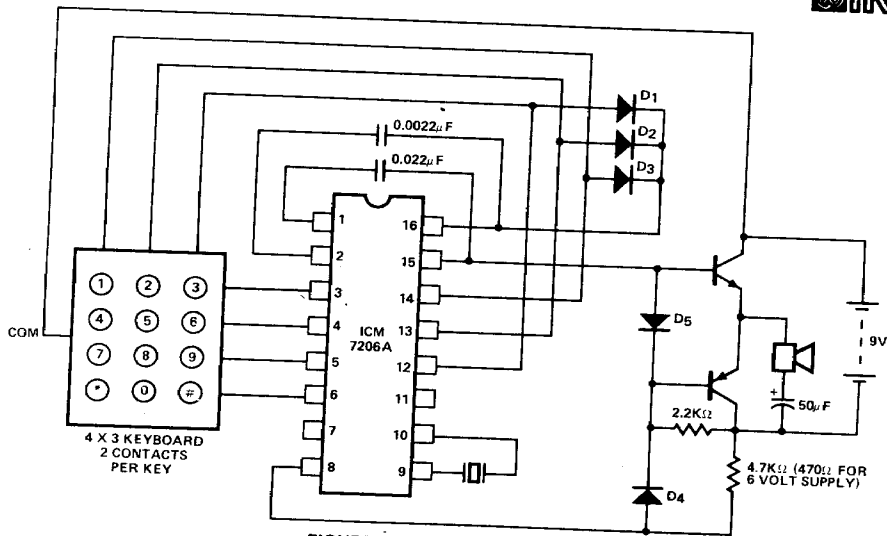 D1
D2
D3
0.0022µF
0.022µF
1
2
3
4
5
6
7
8
16
15
14
13
12
11
10
9
ICM
7206A
COM
1 2 3
4 5 6
7 8 9
* 0 #
4 X 3 KEYBOARD
2 CONTACTS
PER KEY
D5
9V
50µF
+
2.2KΩ
4.7KΩ (470Ω FOR
6 VOLT SUPPLY)
D4